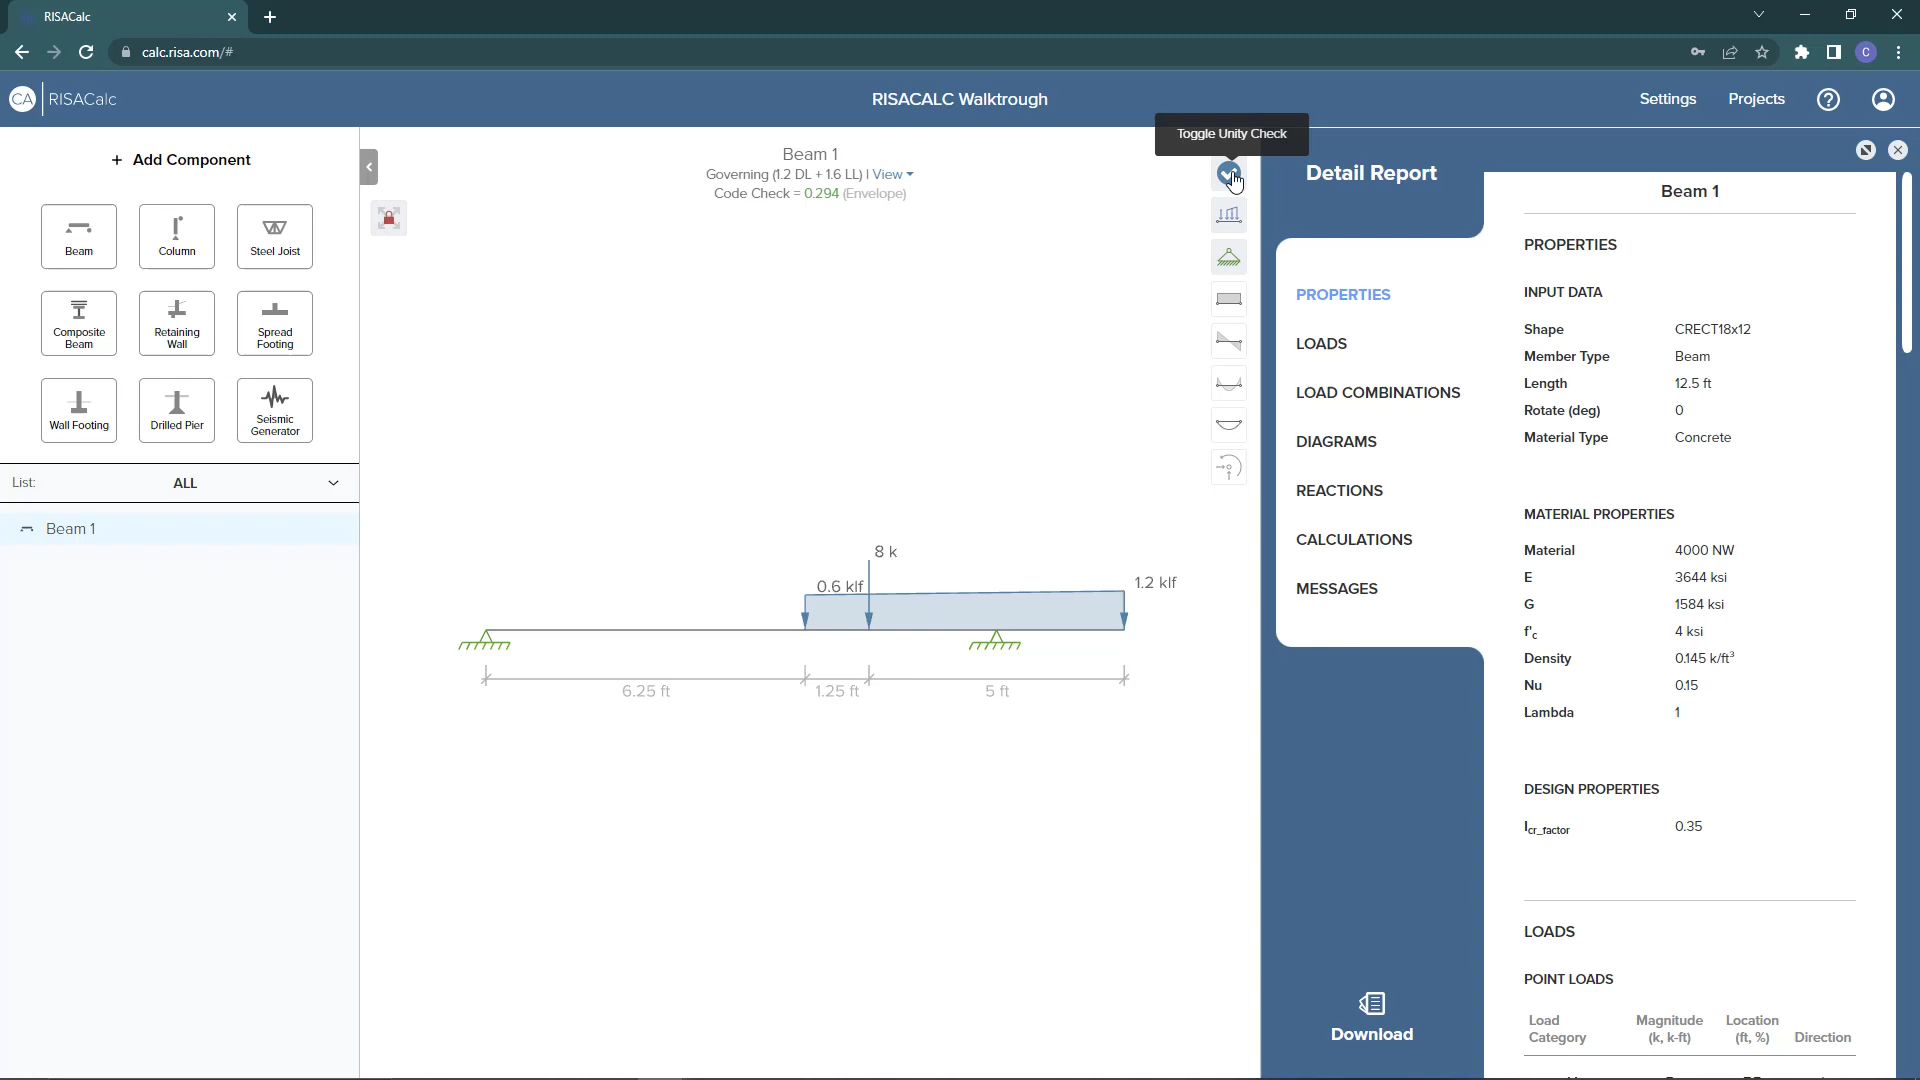 RISACalc
calc.risa.com/#
C
CA RISACalc
RISACALC Walktrough
Settings
Projects
?
Toggle Unity Check
+ Add Component
Beam
Column
Steel Joist
Composite
Beam
Retaining
Wall
Spread
Footing
Wall Footing
Drilled Pier
Seismic
Generator
List:
ALL
Beam 1
Beam 1
Governing (1.2 DL + 1.6 LL) | View
Code Check = 0.294 (Envelope)
8 k
0.6 klf
1.2 klf
6.25 ft
1.25 ft
5 ft
Detail Report
PROPERTIES
LOADS
LOAD COMBINATIONS
DIAGRAMS
REACTIONS
CALCULATIONS
MESSAGES
Download
Beam 1
PROPERTIES
INPUT DATA
Shape CRECT18x12
Member Type Beam
Length 12.5 ft
Rotate (deg) 0
Material Type Concrete
MATERIAL PROPERTIES
Material 4000 NW
E 3644 ksi
G 1584 ksi
f'c 4 ksi
Density 0.145 k/ft³
Nu 0.15
Lambda 1
DESIGN PROPERTIES
Icr_factor 0.35
LOADS
POINT LOADS
Load
Category
Magnitude
(k, k-ft)
Location
(ft, %)
Direction